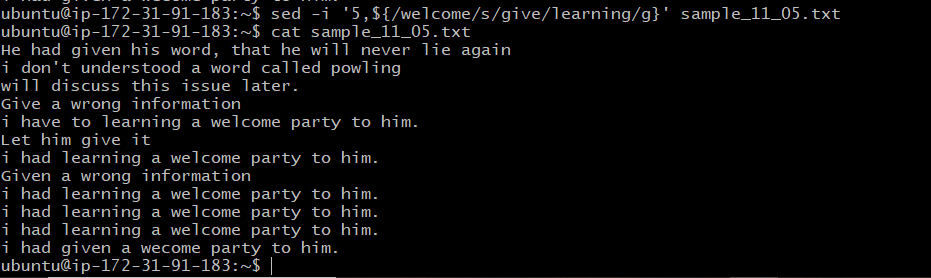 ubuntu@ip-172-31-91-183:~$ sed -i '5,${/welcome/s/give/learning/g}' sample_11_05.txt
ubuntu@ip-172-31-91-183:~$ cat sample_11_05.txt
He had given his word, that he will never lie again
i don't understood a word called powling
will discuss this issue later.
Give a wrong information
i have to learning a welcome party to him.
Let him give it
i had learning a welcome party to him.
Given a wrong information
i had learning a welcome party to him.
i had learning a welcome party to him.
i had learning a welcome party to him.
i had given a wecome party to him.
ubuntu@ip-172-31-91-183:~$